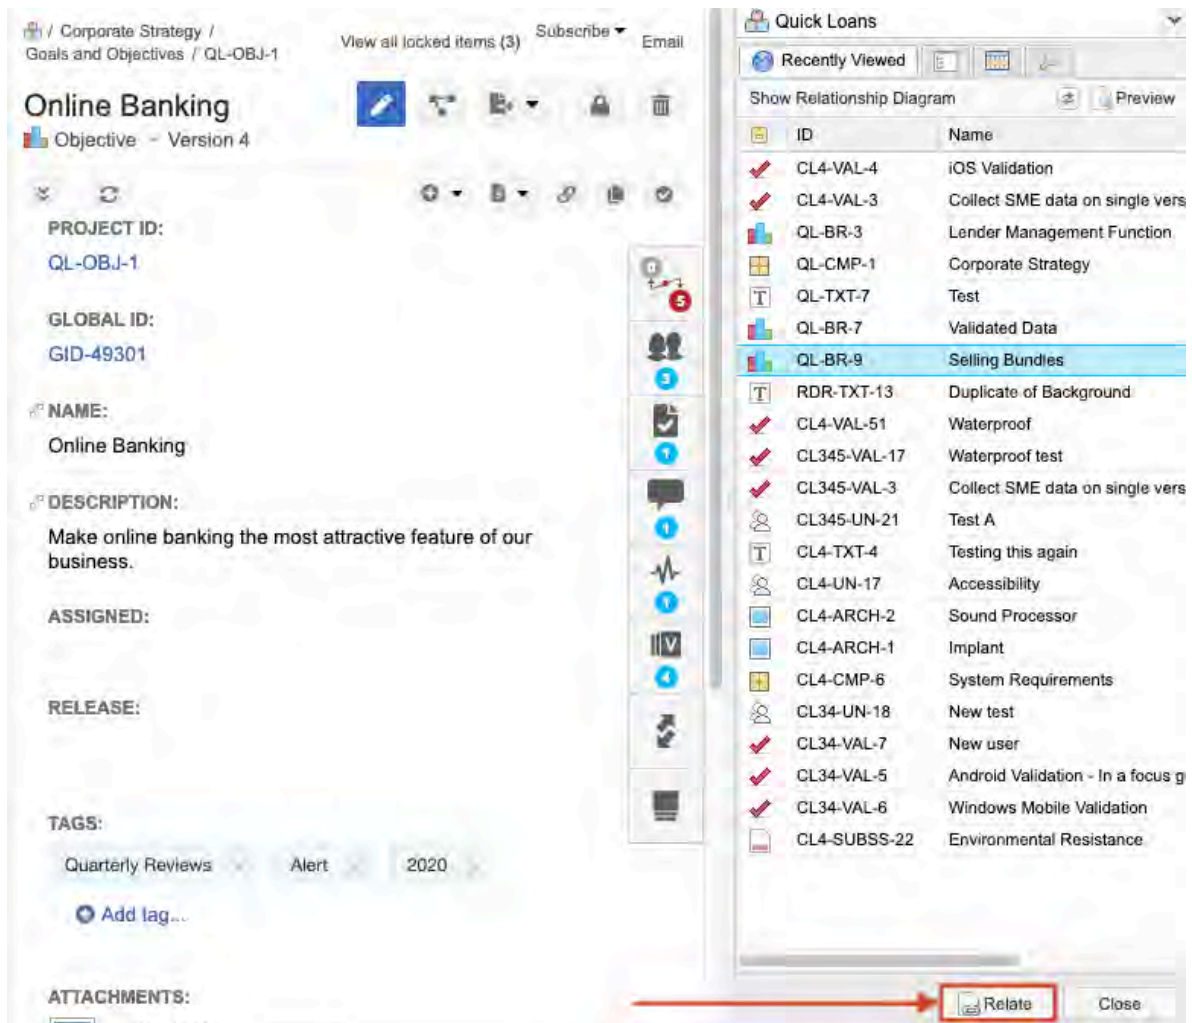 / Corporate Strategy /
Goals and Objectives / QL-OBJ-1
View all locked items (3)
Subscribe
Email
Online Banking
Objective - Version 4
PROJECT ID:
QL-OBJ-1
GLOBAL ID:
GID-49301
NAME:
Online Banking
DESCRIPTION:
Make online banking the most attractive feature of our
business.
ASSIGNED:
RELEASE:
TAGS:
Quarterly Reviews × Alert × 2020 ×
Add tag...
ATTACHMENTS:
5
3
1
1
1
V
4
Quick Loans
Recently Viewed
Show Relationship Diagram
Preview
ID Name
CL4-VAL-4 iOS Validation
CL4-VAL-3 Collect SME data on single vers
QL-BR-3 Lender Management Function
QL-CMP-1 Corporate Strategy
T QL-TXT-7 Test
QL-BR-7 Validated Data
QL-BR-9 Selling Bundles
T RDR-TXT-13 Duplicate of Background
CL4-VAL-51 Waterproof
CL345-VAL-17 Waterproof test
CL345-VAL-3 Collect SME data on single vers
CL345-UN-21 Test A
T CL4-TXT-4 Testing this again
CL4-UN-17 Accessibility
CL4-ARCH-2 Sound Processor
CL4-ARCH-1 Implant
CL4-CMP-6 System Requirements
CL34-UN-18 New test
CL34-VAL-7 New user
CL34-VAL-5 Android Validation - In a focus g
CL34-VAL-6 Windows Mobile Validation
CL4-SUBSS-22 Environmental Resistance
Relate
Close